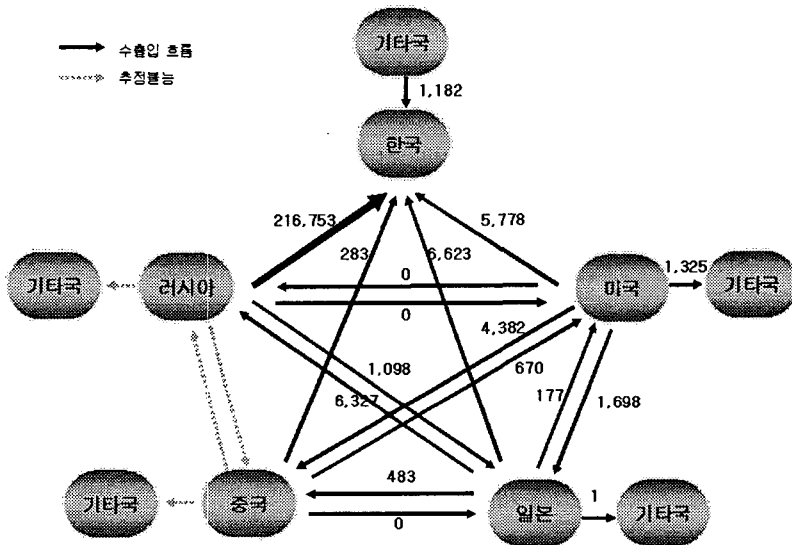 기타국
수출입 흐름
추정불능
1,182
한국
216,753
5,778
283
6,623
0
기타국
러시아
미국
1,325
기타국
0
4,382
1,098
670
6,327
177
1,698
483
기타국
중국
일본
1
기타국
0